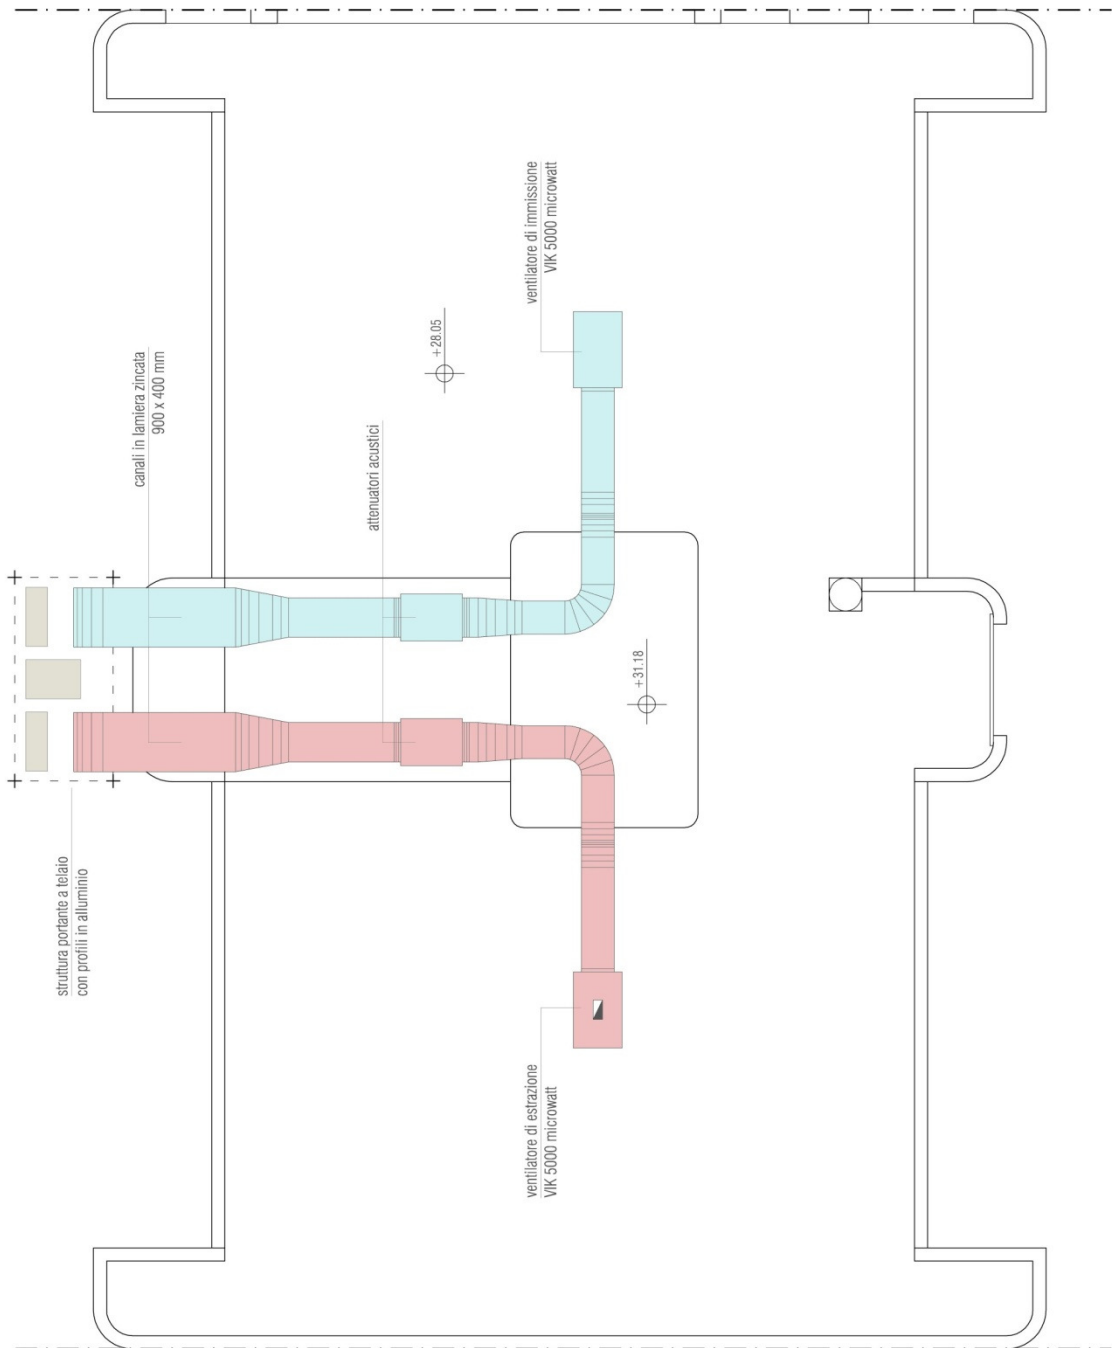 ventilatore di immissione
VIK 5000 microwatt
+28.05
canali in lamiera zincata
900 x 400 mm
attenuatori acustici
+31.18
struttura portante a telaio
con profili in alluminio
ventilatore di estrazione
VIK 5000 microwatt